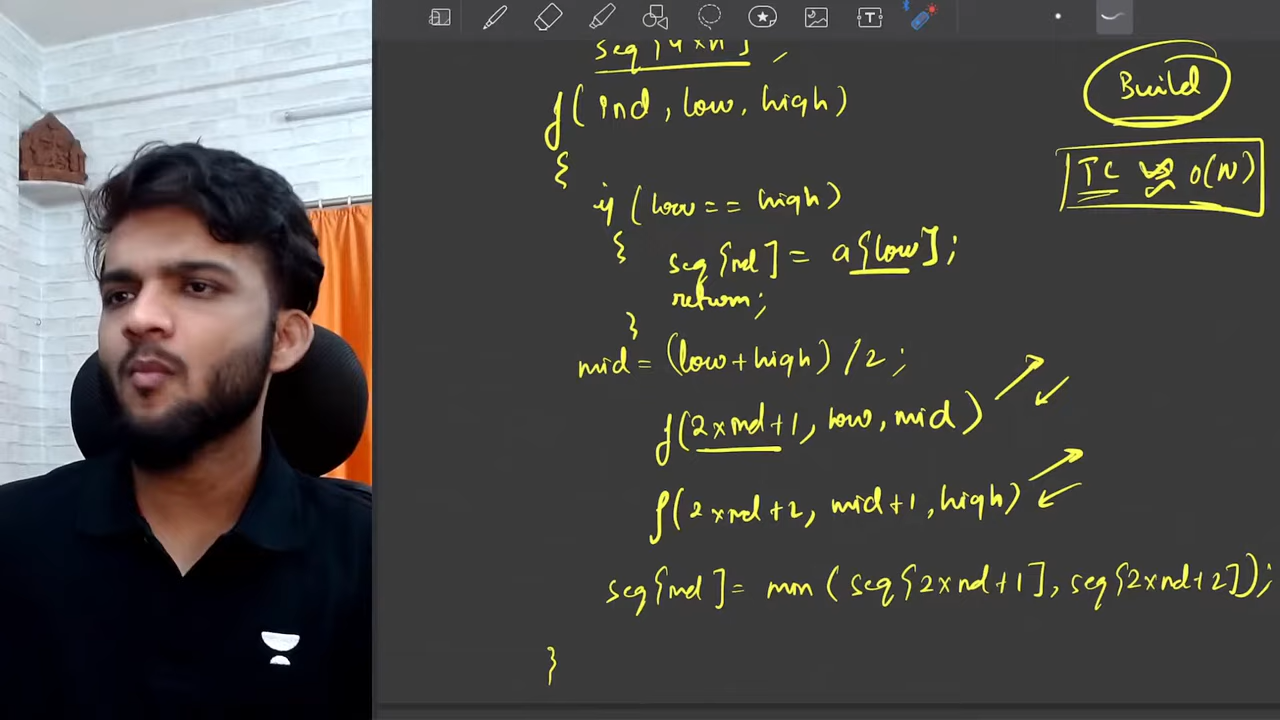 seg[4xn];
f( ind, low, high)
{
if ( low == high)
{
seg[ind] = a[low];
return;
}
mid = (low + high) / 2 ;
f( 2 x ind + 1, low, mid )
f( 2 x ind + 2, mid + 1, high )
seg[ind] = min ( seg[2 x ind + 1], seg[2 x ind + 2]);
}
Build
TC ≈ O(N)